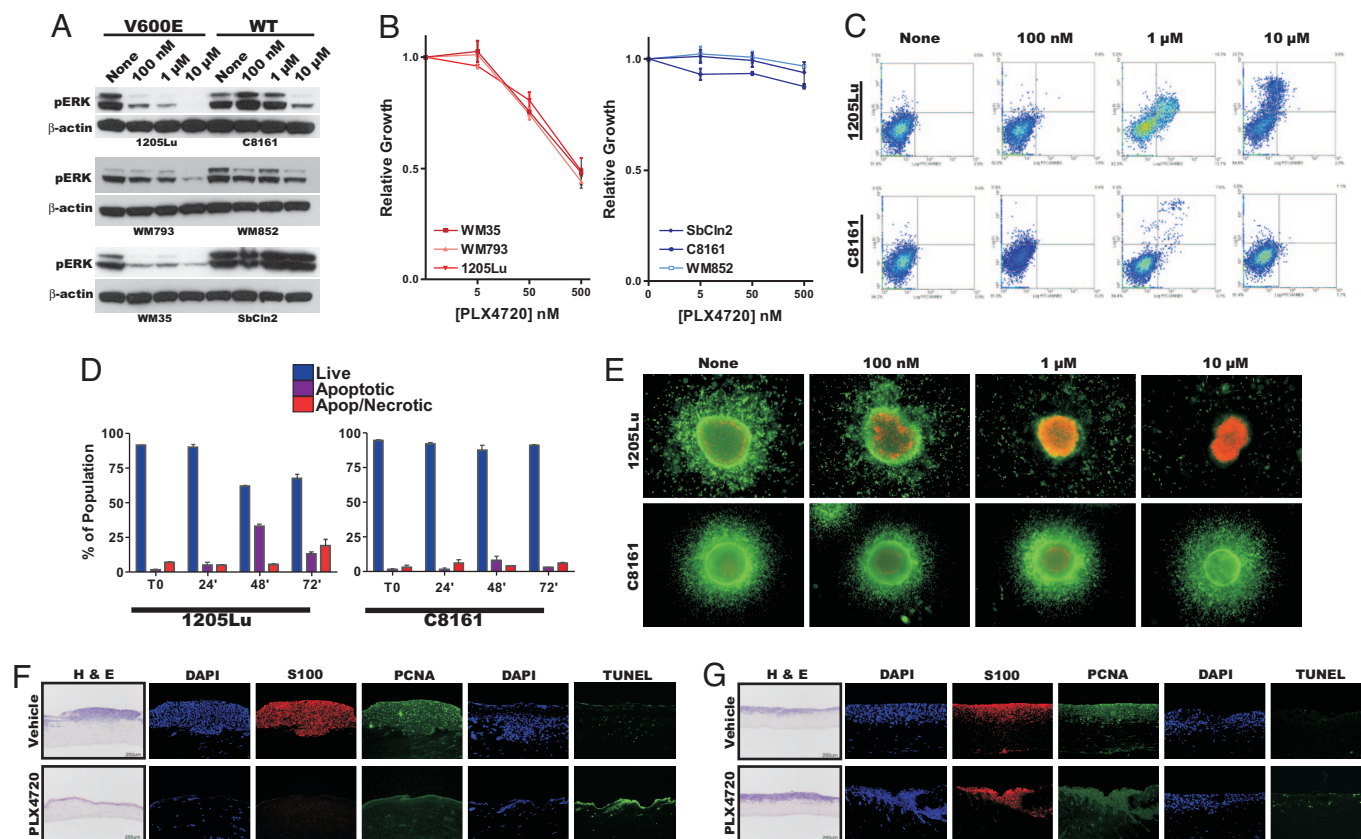 A
V600E WT
None 100 nM 1 µM 10 µM None 100 nM 1 µM 10 µM
pERK
β-actin
1205Lu C8161
pERK
β-actin
WM793 WM852
pERK
β-actin
WM35 SbCln2
B
Relative Growth
1.0
0.5
0.0
WM35
WM793
1205Lu
5 50 500
[PLX4720] nM
Relative Growth
1.0
0.5
0.0
SbCln2
C8161
WM852
0 5 50 500
[PLX4720] nM
C
None 100 nM 1 µM 10 µM
1205Lu
C8161
D
Live
Apoptotic
Apop/Necrotic
% of Population
100
75
50
25
0
T0 24' 48' 72'
1205Lu
100
75
50
25
0
T0 24' 48' 72'
C8161
E
None 100 nM 1 µM 10 µM
1205Lu
C8161
F
H & E DAPI S100 PCNA DAPI TUNEL
Vehicle
PLX4720
G
H & E DAPI S100 PCNA DAPI TUNEL
Vehicle
PLX4720